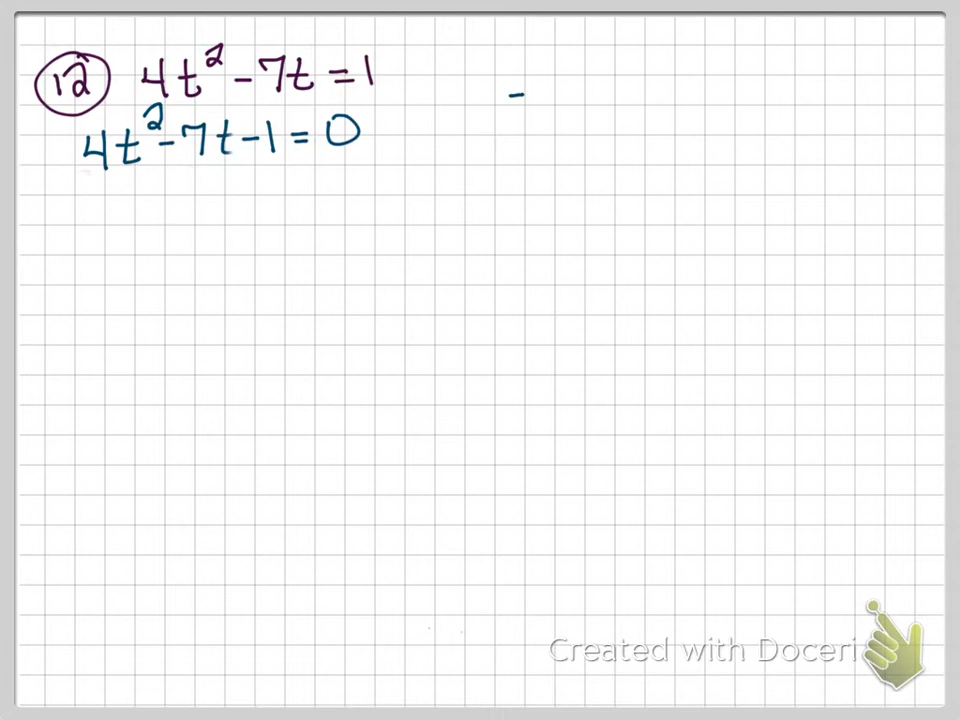 12 4t² - 7t = 1
4t² - 7t - 1 = 0
-
Created with Doceri